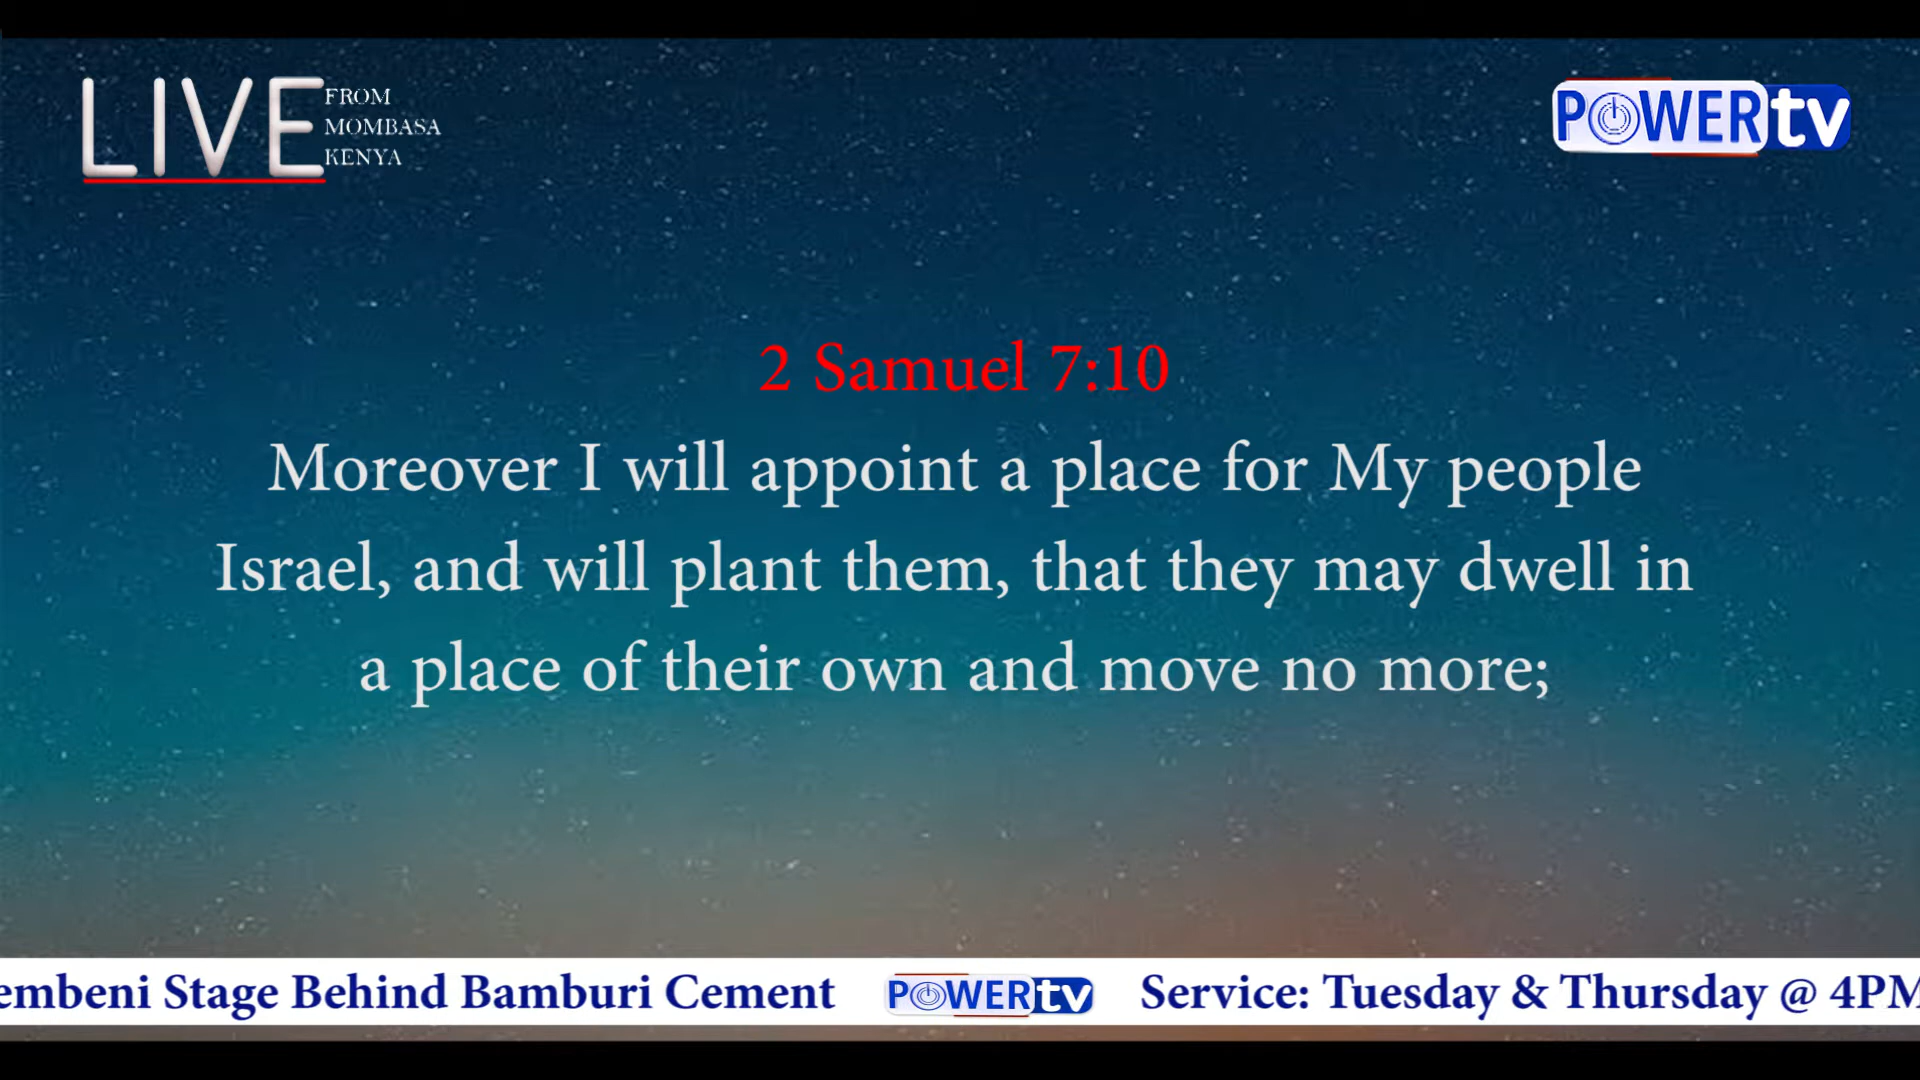 LIVE
FROM
MOMBASA
KENYA
POWERtv
2 Samuel 7:10
Moreover I will appoint a place for My people
Israel, and will plant them, that they may dwell in
a place of their own and move no more;
embeni Stage Behind Bamburi Cement POWERtv Service: Tuesday & Thursday @ 4PM